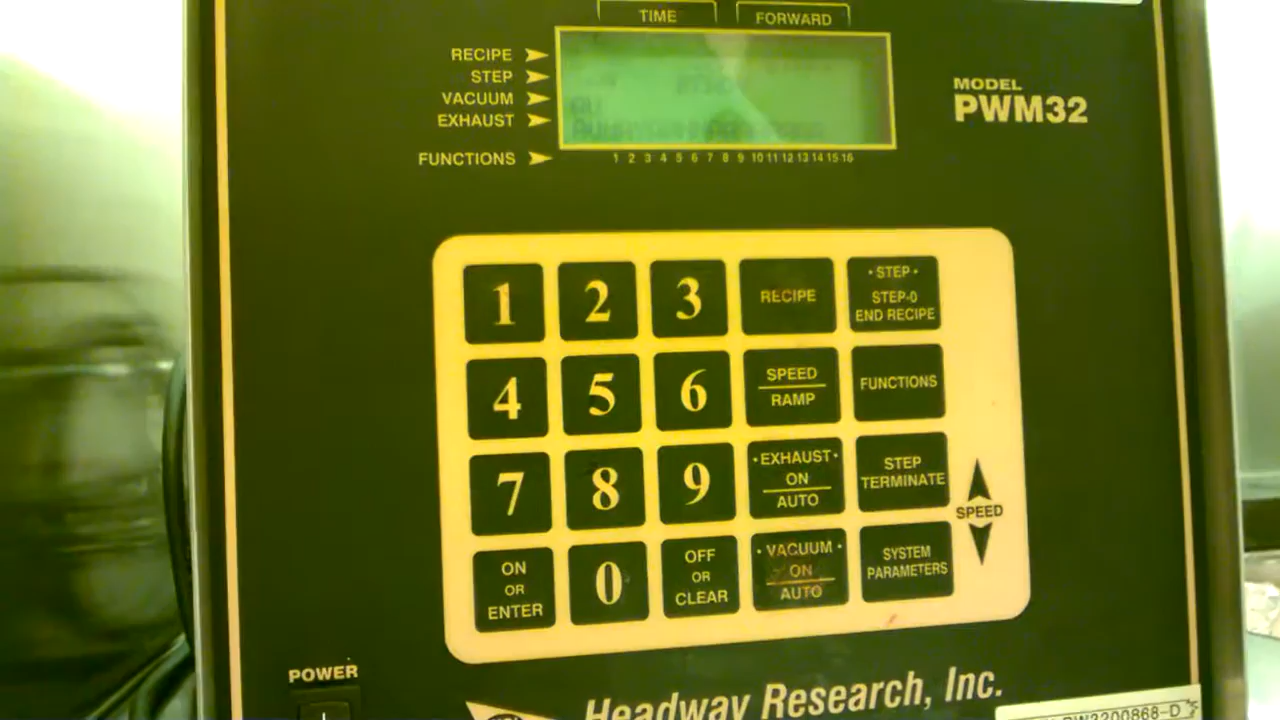 TIME FORWARD
RECIPE
STEP
VACUUM
EXHAUST
FUNCTIONS
1 2 3 4 5 6 7 8 9 10 11 12 13 14 15 16
MODEL
PWM32
1 2 3 RECIPE
• STEP •
STEP-0
END RECIPE
4 5 6
SPEED
RAMP
FUNCTIONS
7 8 9
• EXHAUST •
ON
AUTO
STEP
TERMINATE
SPEED
ON
OR
ENTER
0
OFF
OR
CLEAR
• VACUUM •
ON
AUTO
SYSTEM
PARAMETERS
POWER
Headway Research, Inc.